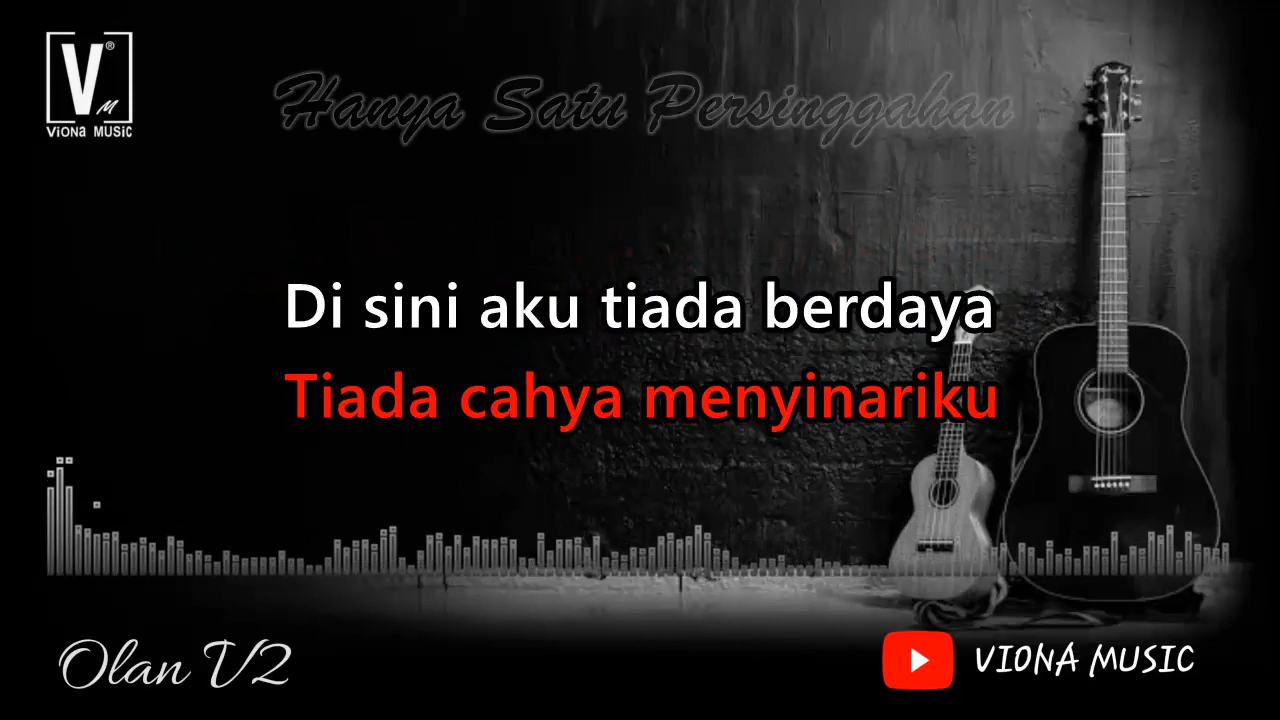 V®
M
ViONa MUSiC
Hanya Satu Persinggahan
Di sini aku tiada berdaya
Tiada cahya menyinariku
Olan V2
VIONA MUSIC